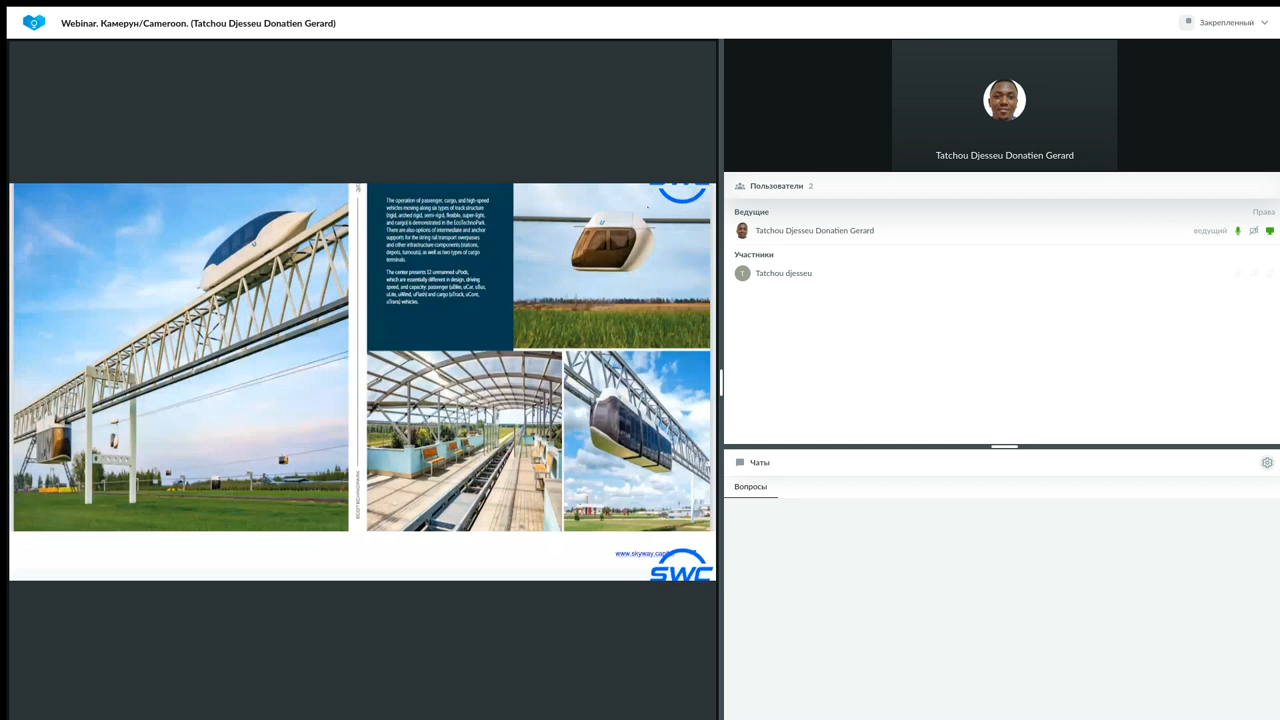 Webinar. Камерун/Cameroon. (Tatchou Djesseu Donatien Gerard)
Закрепленный
The operation of passenger, cargo, and high-speed
vehicles moving along six types of track structure
(rigid, arched rigid, semi-rigid, flexible, super-light,
and cargo) is demonstrated in the EcoTechnoPark.
There are also options of intermediate and anchor
supports for the string rail transport overpasses
and other infrastructure components (stations,
depots, turnouts), as well as two types of cargo
terminals.
The center presents 12 unmanned uPods,
which are essentially different in design, driving
speed, and capacity: passenger (uBike, uCar, uBus,
uLite, uWind, uFlash) and cargo (uTruck, uCont,
uTrans) vehicles.
ECOTECHNOPARK
www.skyway.capital
SWC
SWC
Tatchou Djesseu Donatien Gerard
Пользователи 2
Ведущие Права
Tatchou Djesseu Donatien Gerard ведущий
Участники
T Tatchou djesseu
Чаты
Вопросы